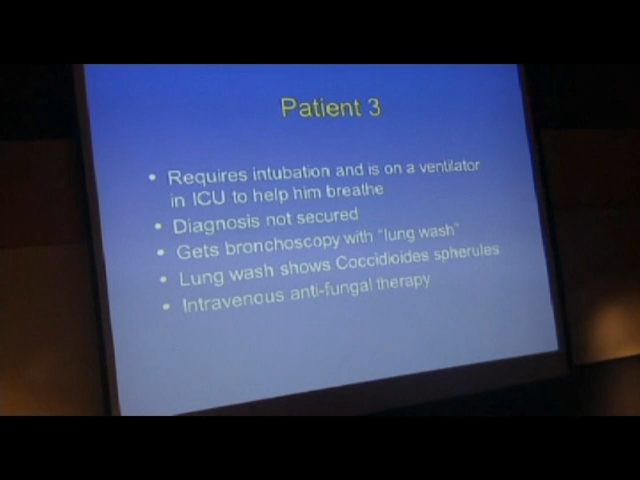 Patient 3
• Requires intubation and is on a ventilator
in ICU to help him breathe
• Diagnosis not secured
• Gets bronchoscopy with "lung wash"
• Lung wash shows Coccidioides spherules
• Intravenous anti-fungal therapy